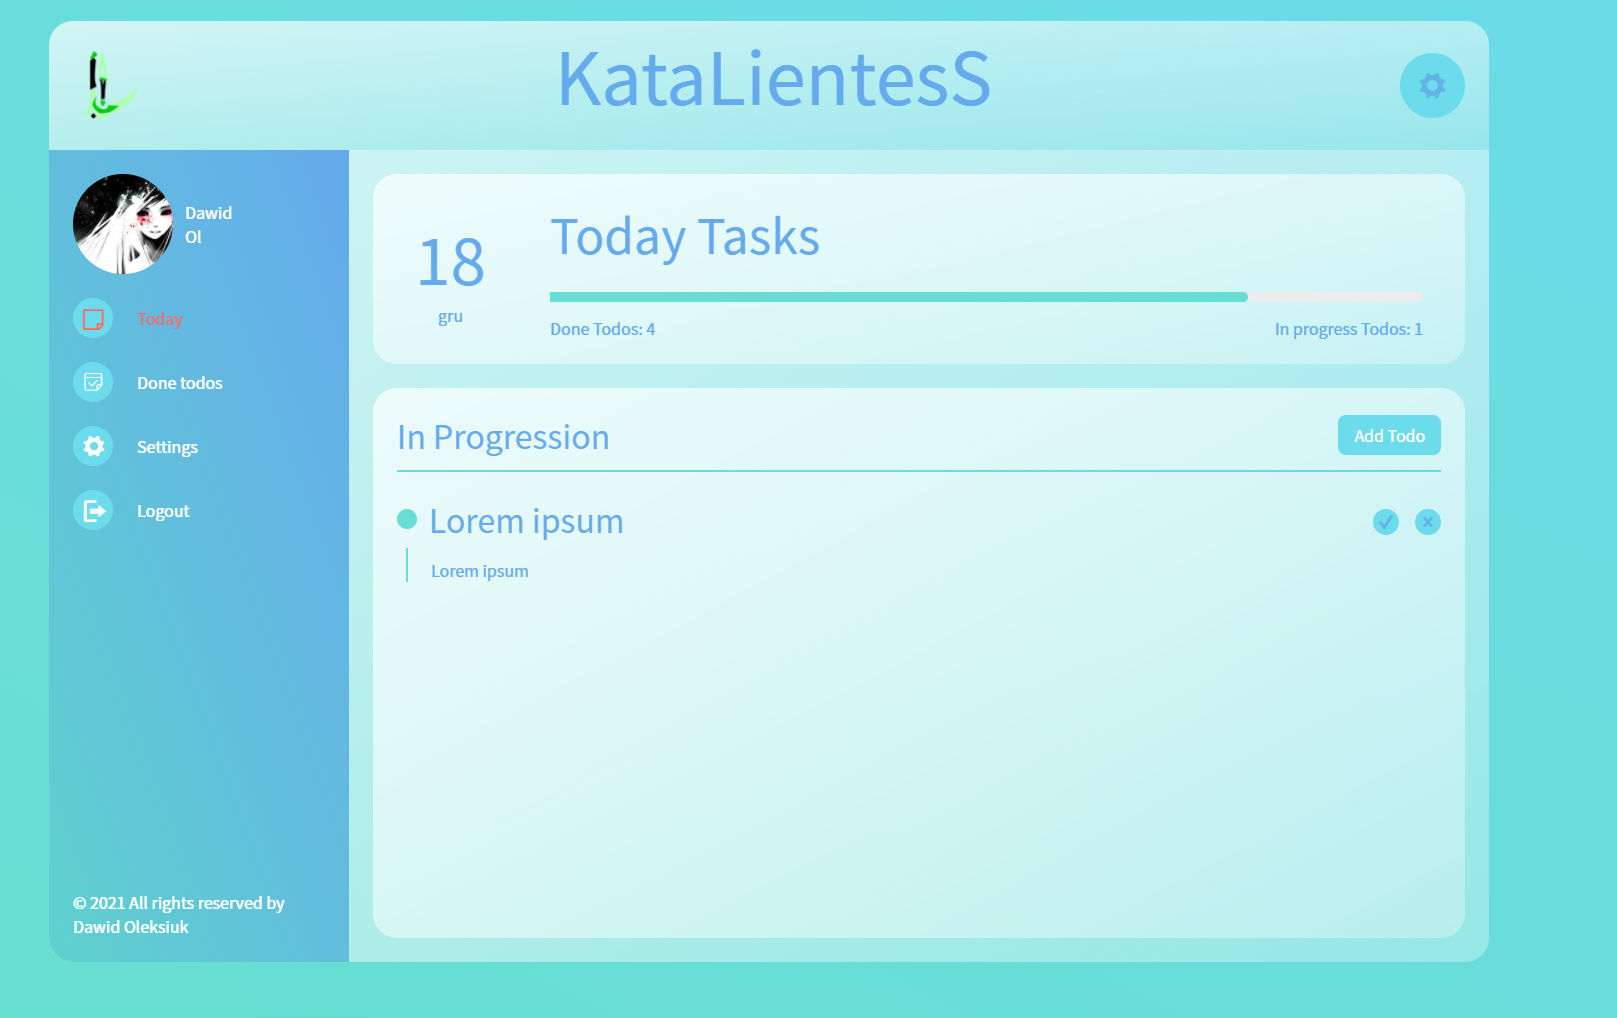 KataLientesS
Dawid
Ol
Today
Done todos
Settings
Logout
© 2021 All rights reserved by
Dawid Oleksiuk
18
gru
Today Tasks
Done Todos: 4
In progress Todos: 1
In Progression
Add Todo
Lorem ipsum
Lorem ipsum